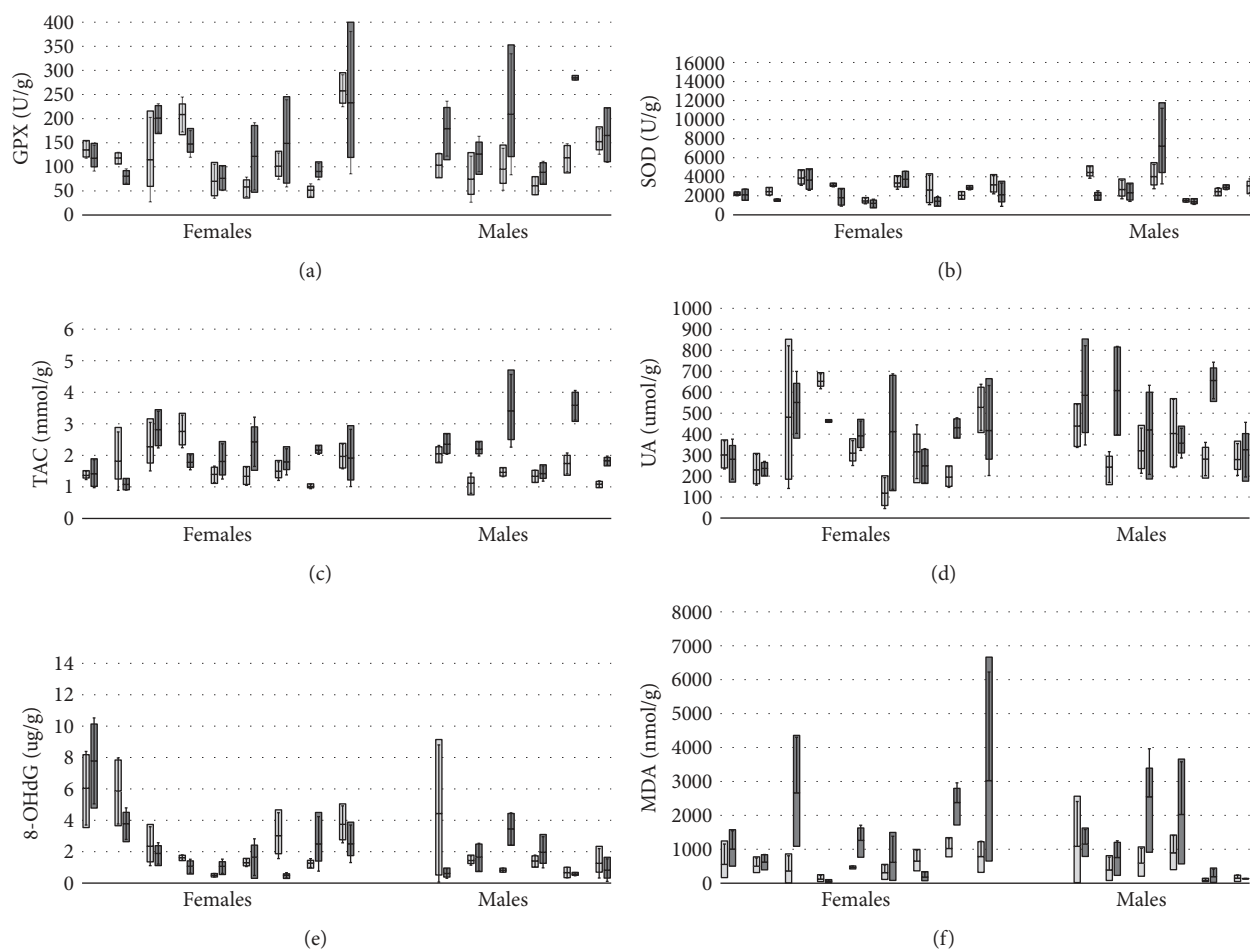 GPX (U/g)
400
350
300
250
200
150
100
50
0
Females Males
(a)
SOD (U/g)
16000
14000
12000
10000
8000
6000
4000
2000
0
Females Males
(b)
TAC (mmol/g)
6
5
4
3
2
1
0
Females Males
(c)
UA (umol/g)
1000
900
800
700
600
500
400
300
200
100
0
Females Males
(d)
8-OHdG (ug/g)
14
12
10
8
6
4
2
0
Females Males
(e)
MDA (nmol/g)
8000
7000
6000
5000
4000
3000
2000
1000
0
Females Males
(f)